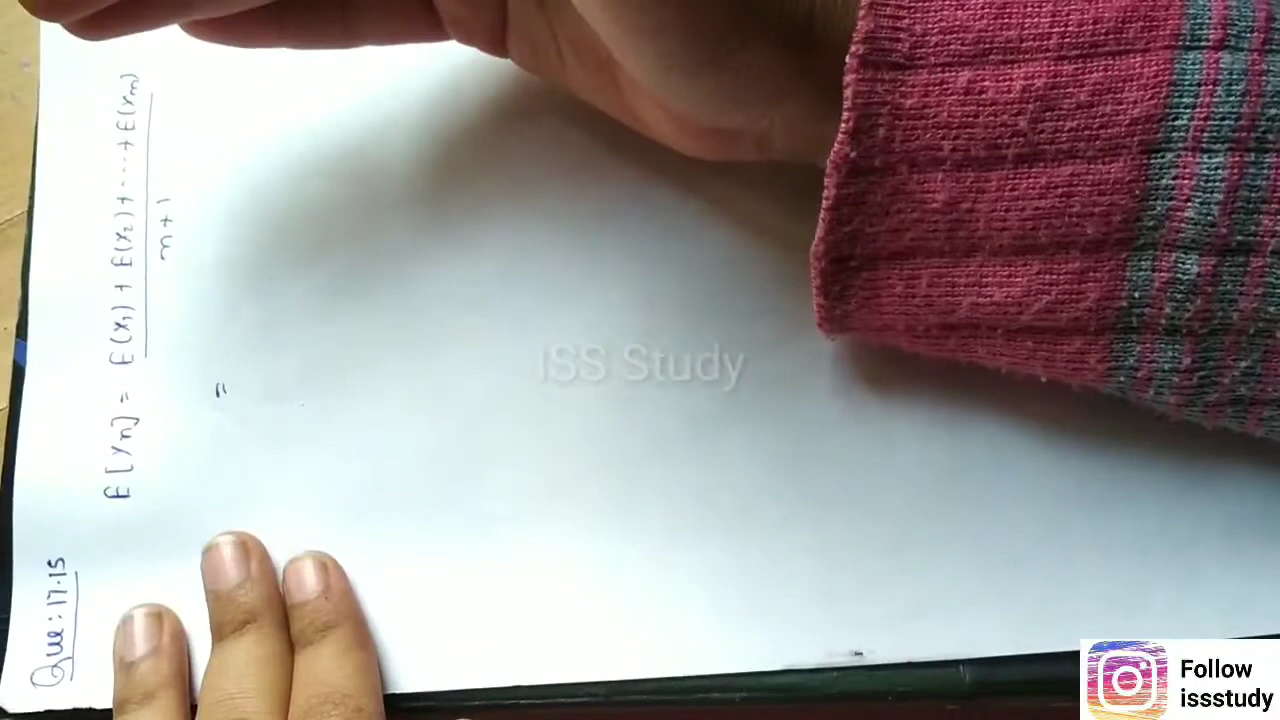 Que: 17.15
E[Yn] = E(X1) + E(X2) + ---- + E(Xn)
n+1
=
ISS Study
Follow
issstudy